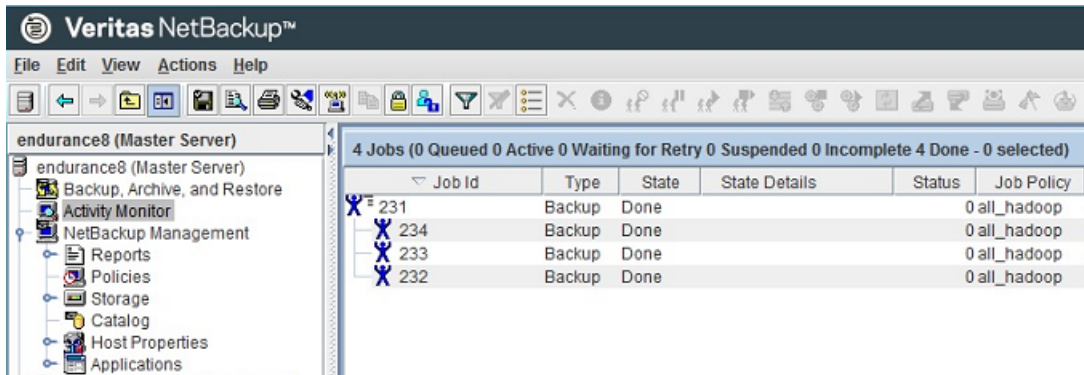 Veritas NetBackup™
File Edit View Actions Help
endurance8 (Master Server)
endurance8 (Master Server)
Backup, Archive, and Restore
Activity Monitor
NetBackup Management
Reports
Policies
Storage
Catalog
Host Properties
Applications
4 Jobs (0 Queued 0 Active 0 Waiting for Retry 0 Suspended 0 Incomplete 4 Done - 0 selected)
Job Id Type State State Details Status Job Policy
231 Backup Done 0 all_hadoop
234 Backup Done 0 all_hadoop
233 Backup Done 0 all_hadoop
232 Backup Done 0 all_hadoop